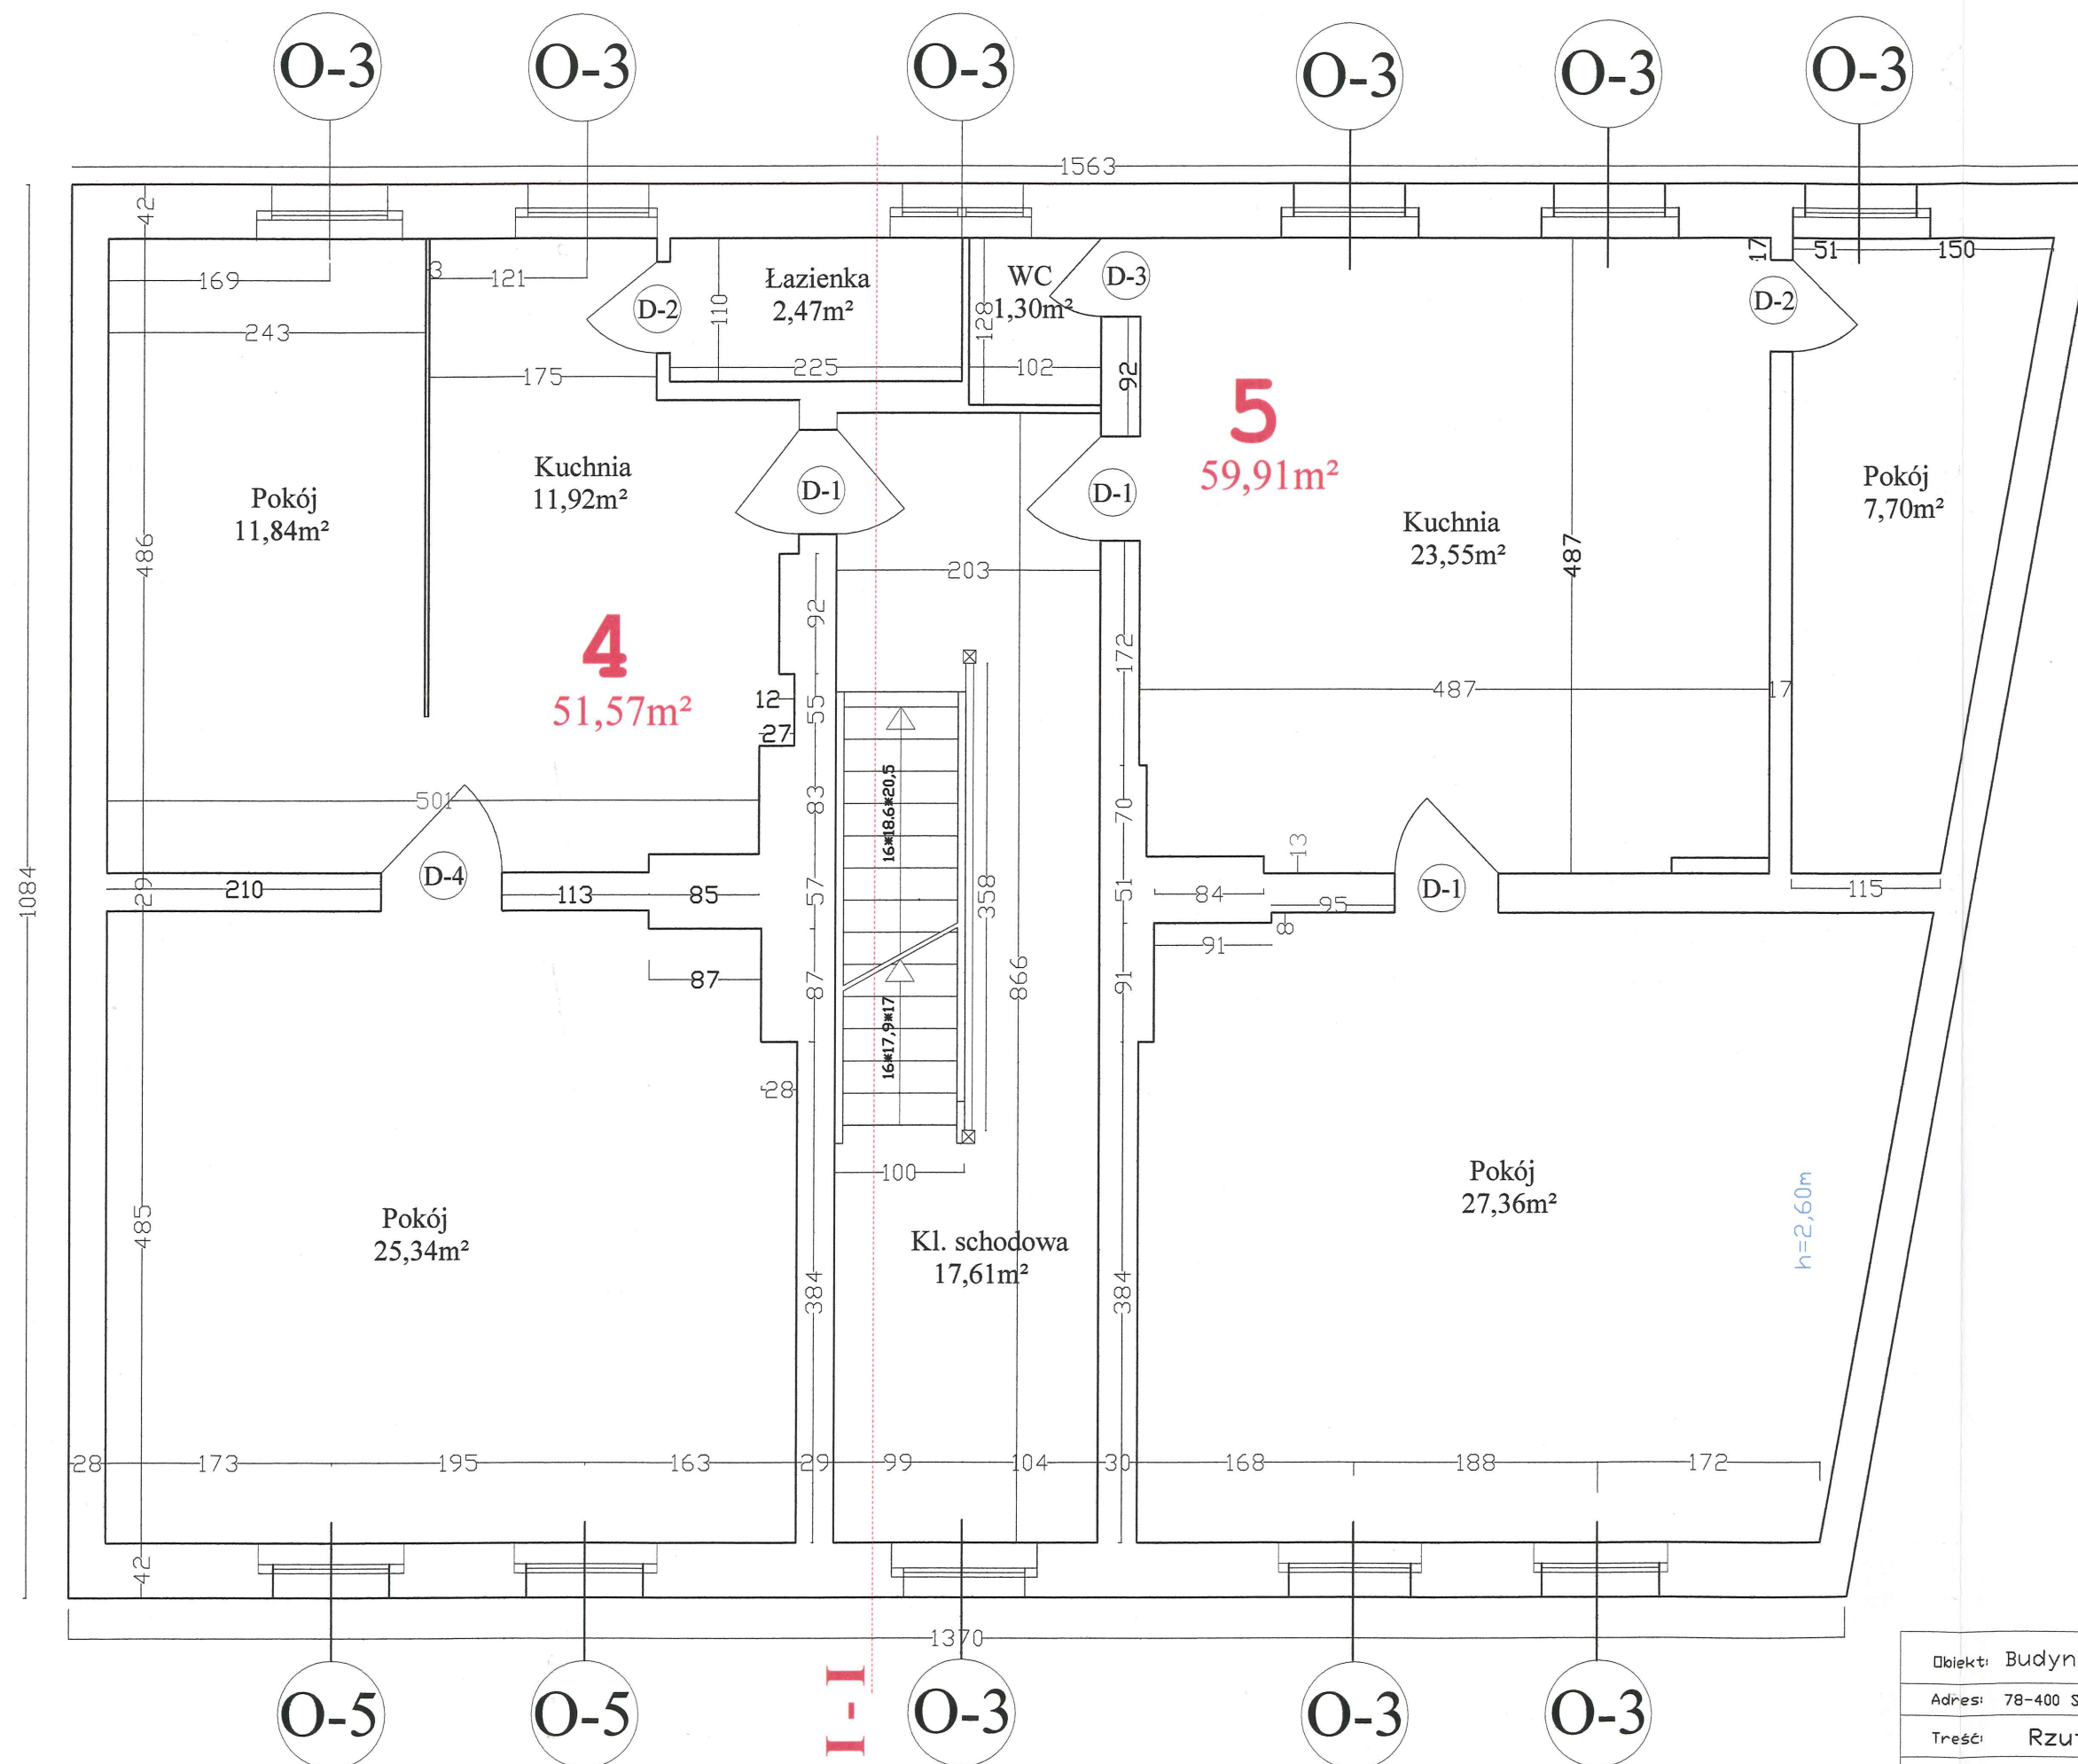 O-3
O-3
O-3
O-3
O-3
O-3
1563
42
169
3
121
243
175
D-2
110
Łazienka
2,47m²
225
WC
1,30m²
128
102
D-3
92
17
51
150
D-2
5
59,91m²
Pokój
11,84m²
Kuchnia
11,92m²
D-1
D-1
Kuchnia
23,55m²
487
Pokój
7,70m²
486
203
92
172
4
51,57m²
12
55
27
487
17
501
83
16*18.6*20,5
70
13
1084
29
210
D-4
113
85
57
358
51
84
95
D-1
115
8
91
87
87
866
91
16*17,9*17
28
100
485
Pokój
25,34m²
Kl. schodowa
17,61m²
Pokój
27,36m²
h=2,60m
384
384
28
173
195
163
29
99
104
30
168
188
172
42
1370
I - I
O-5
O-5
O-3
O-3
O-3
Obiekt: Budyn
Adres: 78-400 S
Treść: Rzu